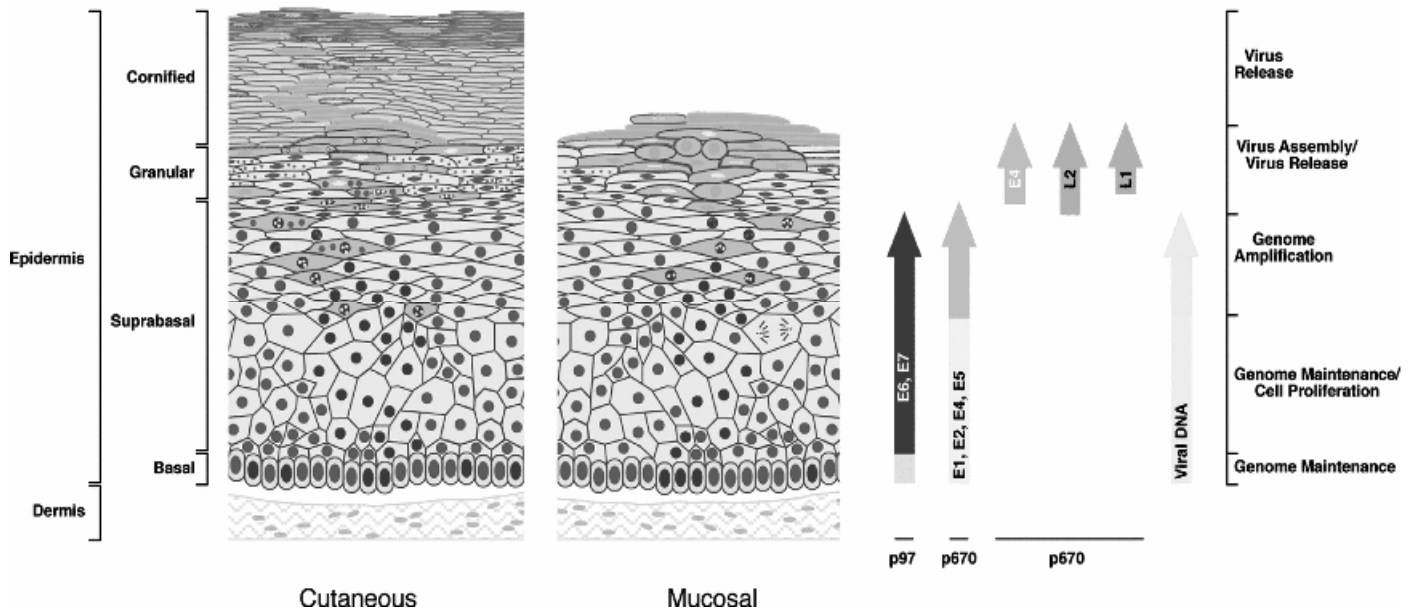 Epidermis
Dermis
Cornified
Granular
Suprabasal
Basal
Cutaneous
Mucosal
E6, E7
E1, E2, E4, E5
E4
L2
L1
Viral DNA
p97
p670
p670
Virus
Release
Virus Assembly/
Virus Release
Genome
Amplification
Genome Maintenance/
Cell Proliferation
Genome Maintenance